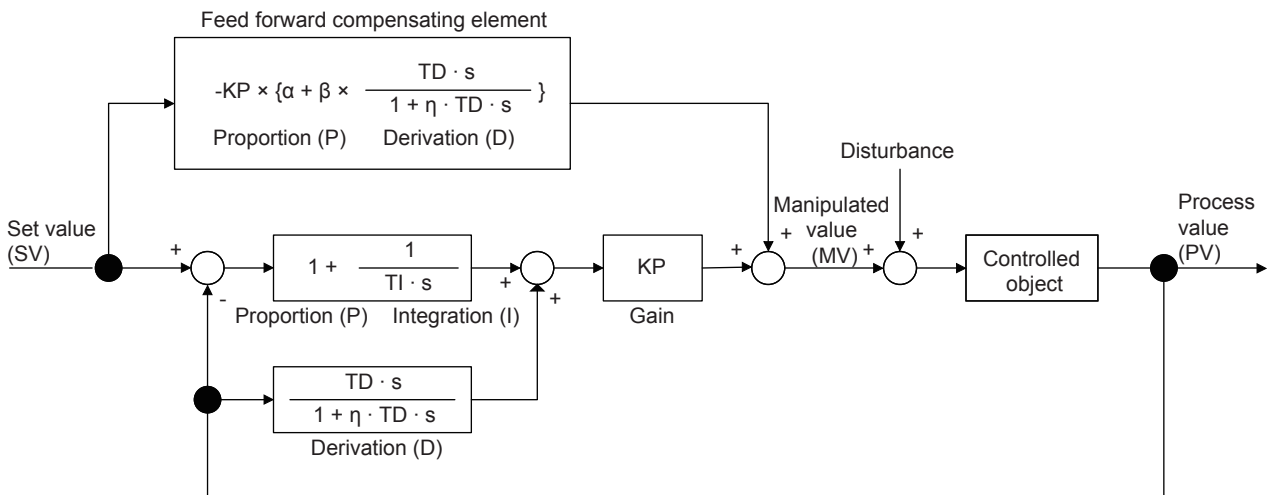 Feed forward compensating element
-KP × {α + β × TD · s / 1 + η · TD · s }
Proportion (P) Derivation (D)
Disturbance
Set value
(SV)
Manipulated
value
(MV)
Process
value
(PV)
+
-
1 + 1 / TI · s
Proportion (P) Integration (I)
+
+
KP
Gain
+
+
+
+
Controlled
object
TD · s
1 + η · TD · s
Derivation (D)